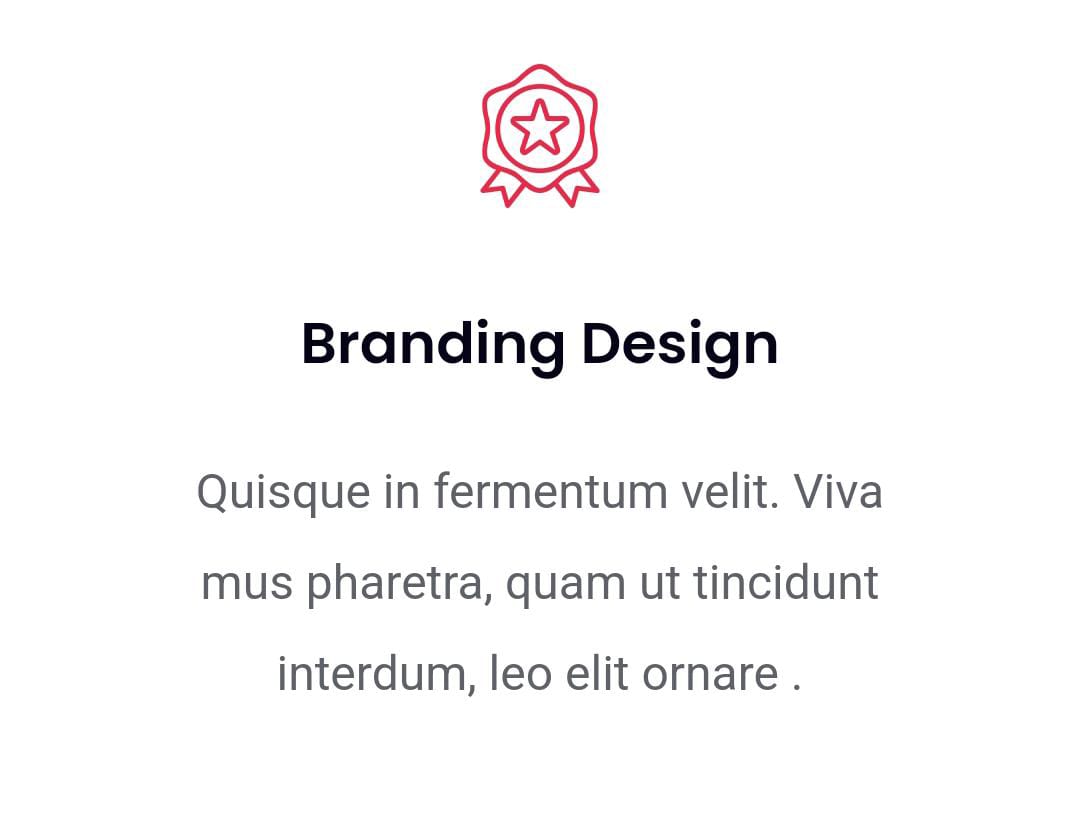 Branding Design
Quisque in fermentum velit. Viva
mus pharetra, quam ut tincidunt
interdum, leo elit ornare .